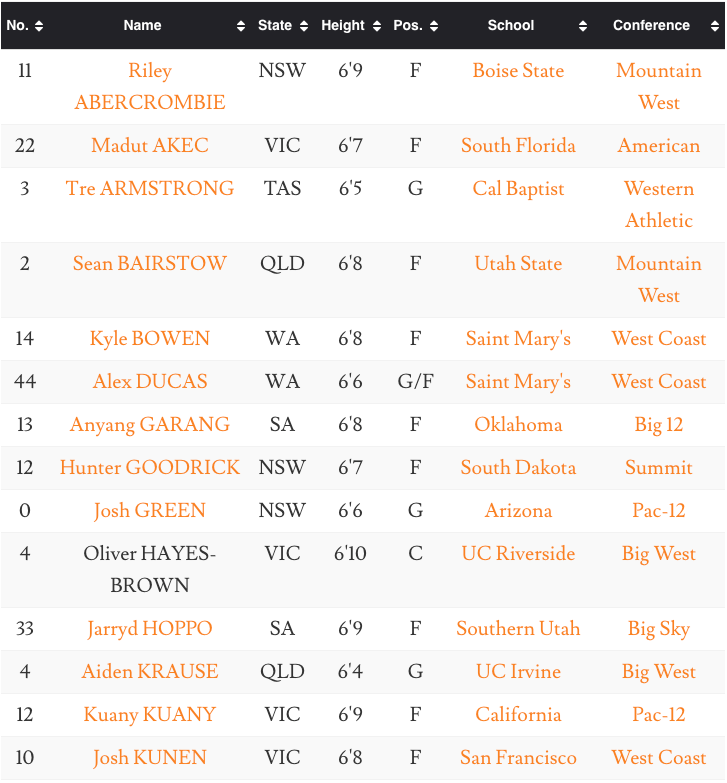 No. Name State Height Pos. School Conference
11 Riley NSW 6'9 F Boise State Mountain
ABERCROMBIE West
22 Madut AKEC VIC 6'7 F South Florida American
3 Tre ARMSTRONG TAS 6'5 G Cal Baptist Western
Athletic
2 Sean BAIRSTOW QLD 6'8 F Utah State Mountain
West
14 Kyle BOWEN WA 6'8 F Saint Mary's West Coast
44 Alex DUCAS WA 6'6 G/F Saint Mary's West Coast
13 Anyang GARANG SA 6'8 F Oklahoma Big 12
12 Hunter GOODRICK NSW 6'7 F South Dakota Summit
0 Josh GREEN NSW 6'6 G Arizona Pac-12
4 Oliver HAYES- VIC 6'10 C UC Riverside Big West
BROWN
33 Jarryd HOPPO SA 6'9 F Southern Utah Big Sky
4 Aiden KRAUSE QLD 6'4 G UC Irvine Big West
12 Kuany KUANY VIC 6'9 F California Pac-12
10 Josh KUNEN VIC 6'8 F San Francisco West Coast